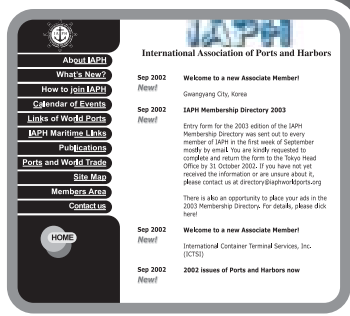 IAPH
International Association of Ports and Harbors
About IAPH
What's New?
How to join IAPH
Calendar of Events
Links of World Ports
IAPH Maritime Links
Publications
Ports and World Trade
Site Map
Members Area
Contact us
HOME
Sep 2002
New!
Welcome to a new Associate Member!
Gwangyang City, Korea
Sep 2002
New!
IAPH Membership Directory 2003
Entry form for the 2003 edition of the IAPH
Membership Directory was sent out to every
member of IAPH in the first week of September
mostly by email. You are kindly requested to
complete and return the form to the Tokyo Head
Office by 31 October 2002. If you have not yet
received the information or are unsure about it,
please contact us at directory@iaphworldports.org
There is also an opportunity to place your ads in the
2003 Membership Directory. For details, please click
here!
Sep 2002
New!
Welcome to a new Associate Member!
International Container Terminal Services, Inc.
(ICTSI)
Sep 2002
New!
2002 issues of Ports and Harbors now